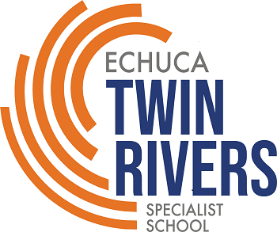 ECHUCA
TWIN
RIVERS
SPECIALIST
SCHOOL